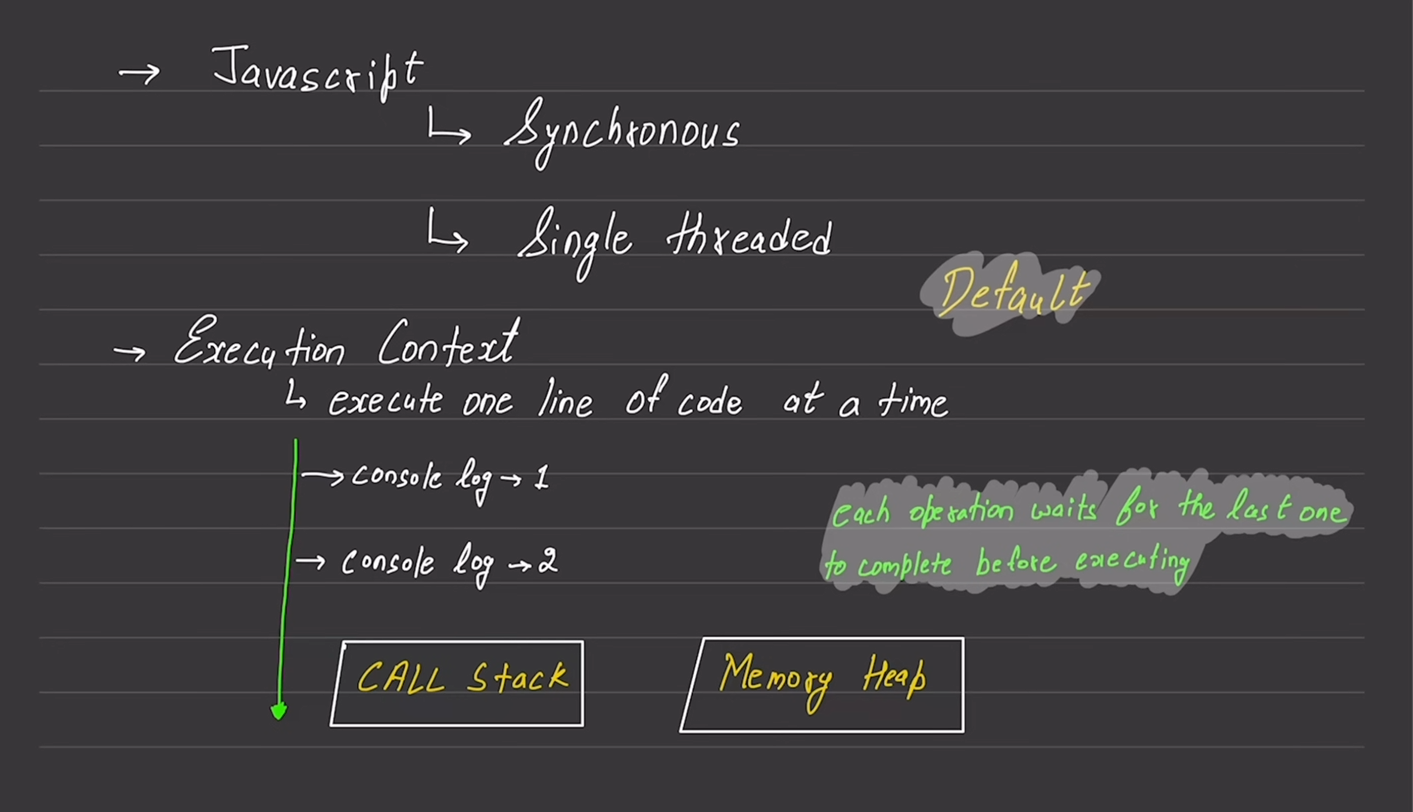 → Javascript
↳ Synchronous
↳ Single threaded
Default
→ Execution Context
↳ execute one line of code at a time
→ console log → 1
each operation waits for the last one
→ console log → 2
to complete before executing
CALL Stack
Memory Heap